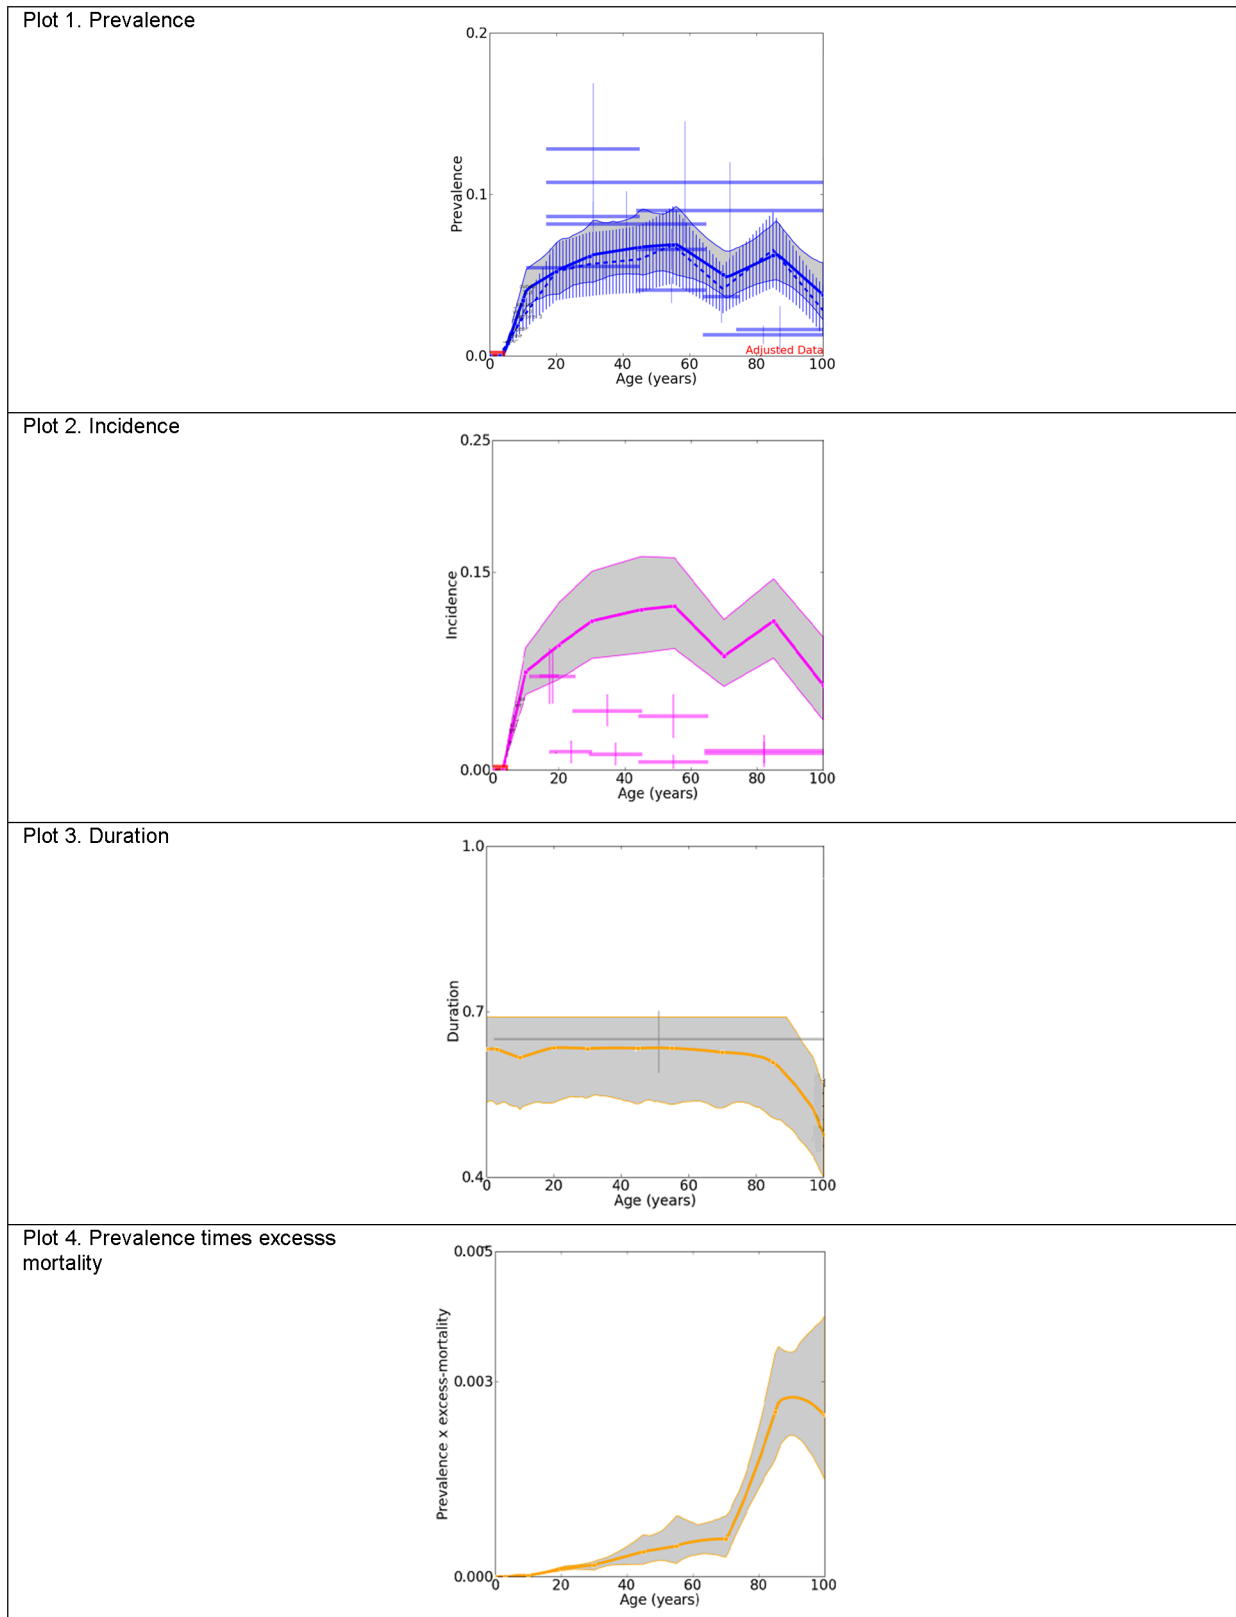 Plot 1. Prevalence
0.2
0.1
0.0
Prevalence
0 20 40 60 80 100
Age (years)
Adjusted Data
Plot 2. Incidence
0.25
0.15
0.00
Incidence
0 20 40 60 80 100
Age (years)
Plot 3. Duration
1.0
0.7
0.4
Duration
0 20 40 60 80 100
Age (years)
Plot 4. Prevalence times excesss
mortality
0.005
0.003
0.000
Prevalence x excess-mortality
0 20 40 60 80 100
Age (years)